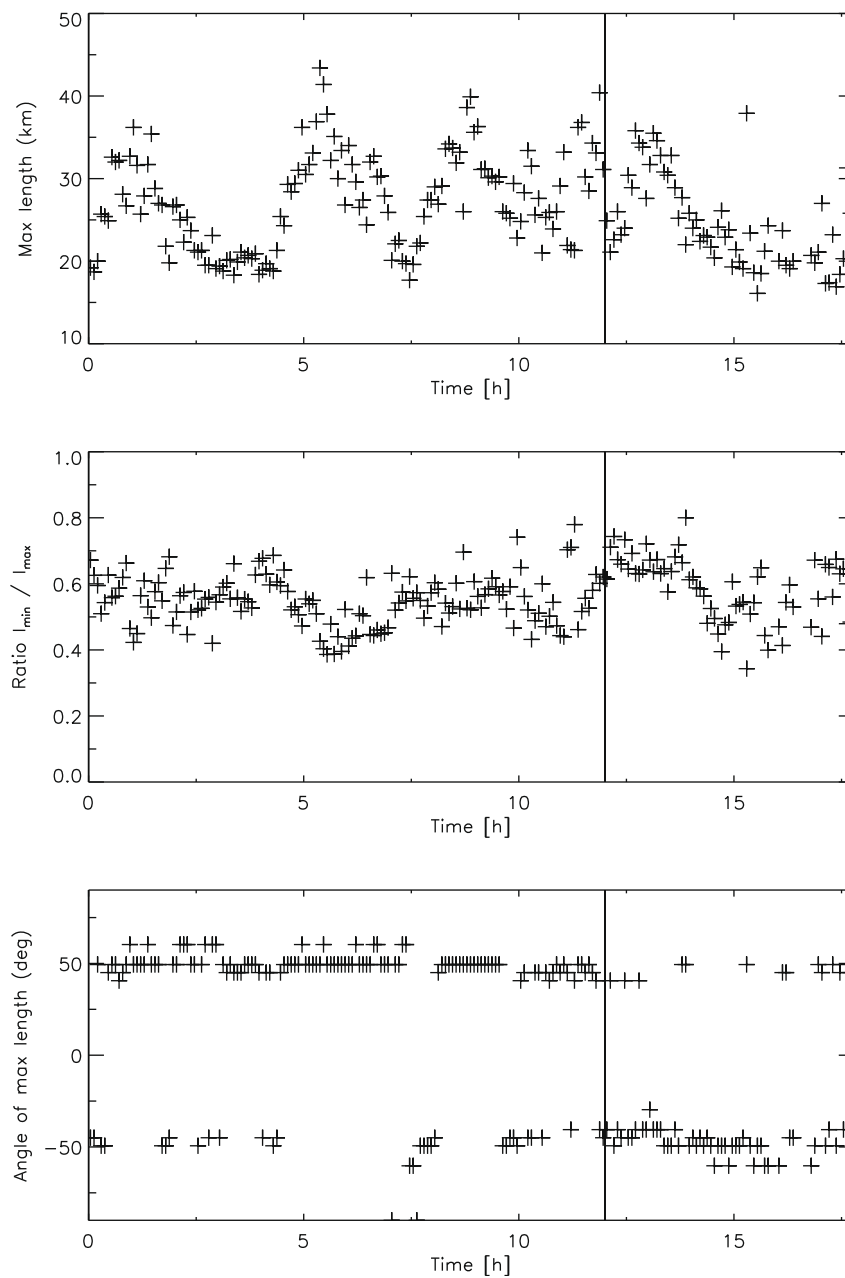 Max length (km)
50
40
30
20
10
0 5 10 15
Time [h]
Ratio l_min / l_max
1.0
0.8
0.6
0.4
0.2
0.0
0 5 10 15
Time [h]
Angle of max length (deg)
50
0
−50
0 5 10 15
Time [h]